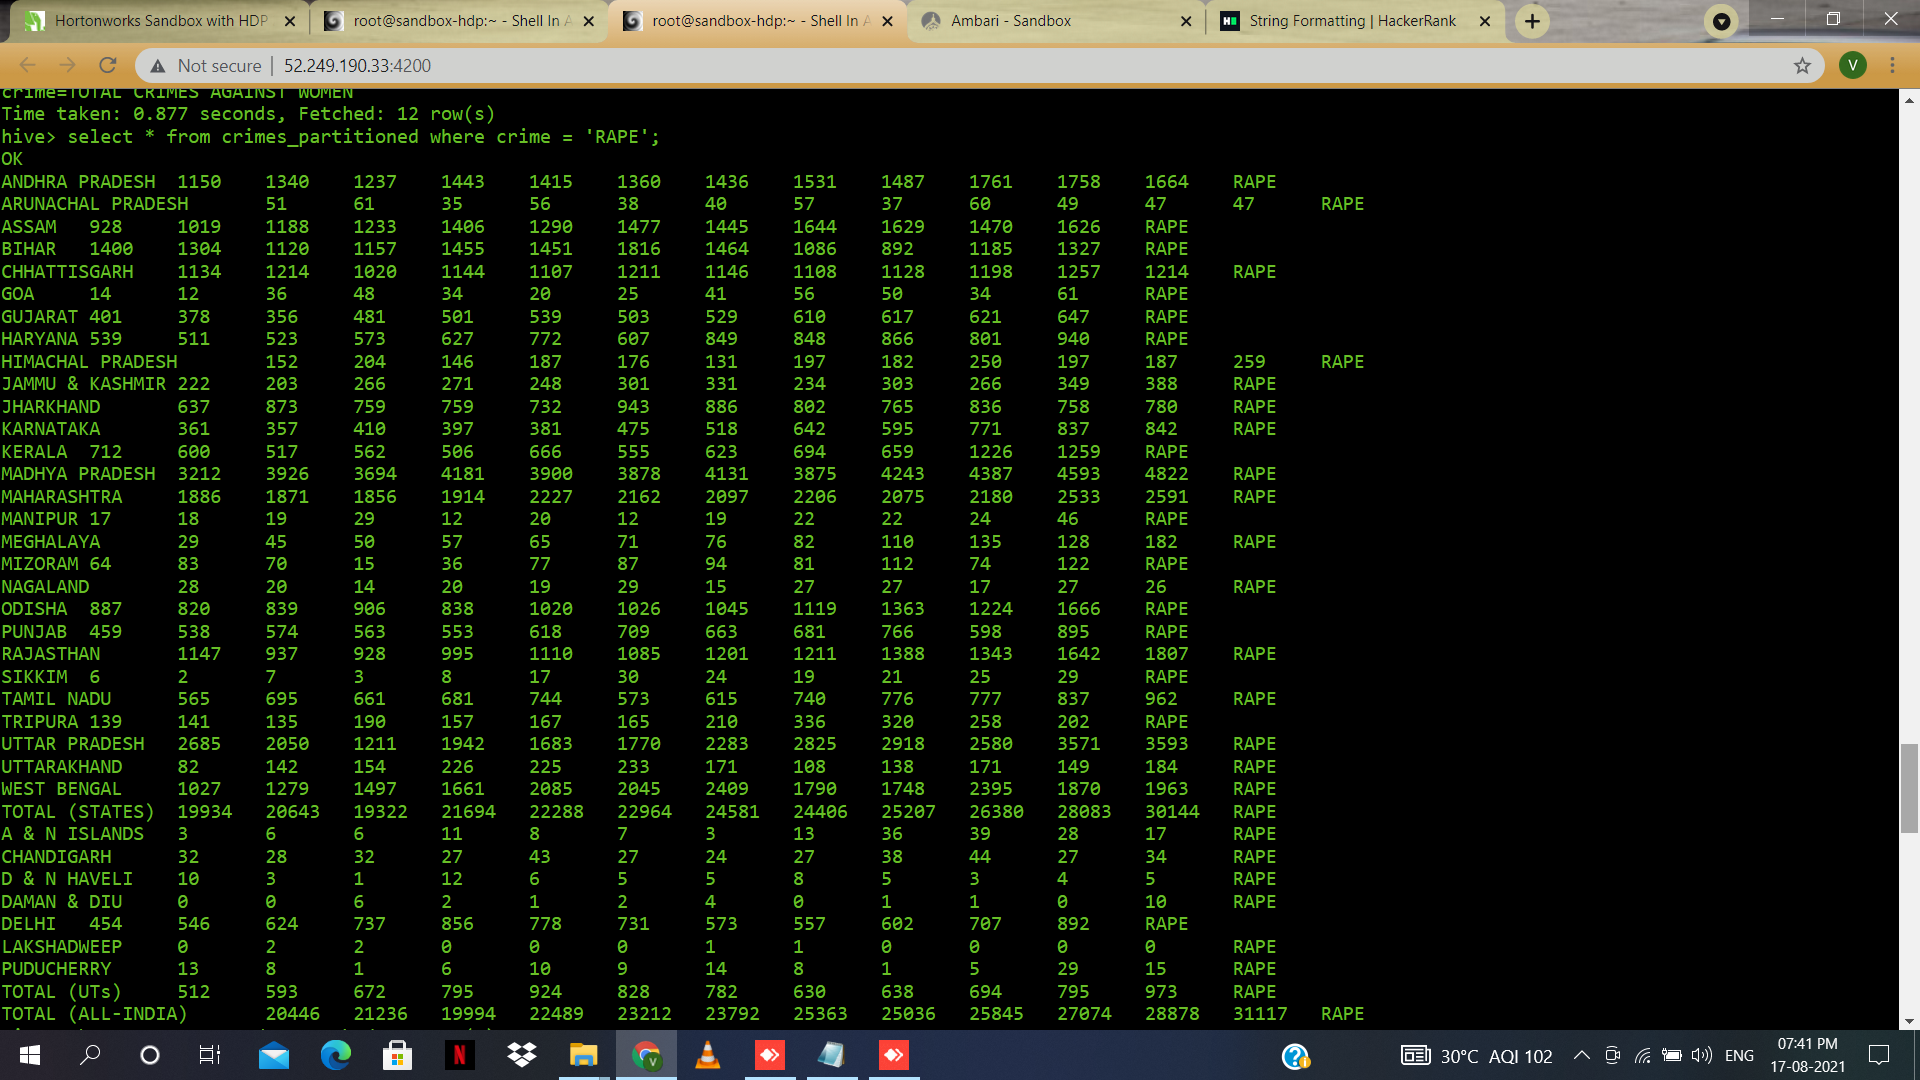 Hortonworks Sandbox with HDP
root@sandbox-hdp:~ - Shell In A
root@sandbox-hdp:~ - Shell In A
Ambari - Sandbox
String Formatting | HackerRank
Not secure | 52.249.190.33:4200
V
crime=TOTAL CRIMES AGAINST WOMEN
Time taken: 0.877 seconds, Fetched: 12 row(s)
hive> select * from crimes_partitioned where crime = 'RAPE';
OK
ANDHRA PRADESH 1150 1340 1237 1443 1415 1360 1436 1531 1487 1761 1758 1664 RAPE
ARUNACHAL PRADESH 51 61 35 56 38 40 57 37 60 49 47 47 RAPE
ASSAM 928 1019 1188 1233 1406 1290 1477 1445 1644 1629 1470 1626 RAPE
BIHAR 1400 1304 1120 1157 1455 1451 1816 1464 1086 892 1185 1327 RAPE
CHHATTISGARH 1134 1214 1020 1144 1107 1211 1146 1108 1128 1198 1257 1214 RAPE
GOA 14 12 36 48 34 20 25 41 56 50 34 61 RAPE
GUJARAT 401 378 356 481 501 539 503 529 610 617 621 647 RAPE
HARYANA 539 511 523 573 627 772 607 849 848 866 801 940 RAPE
HIMACHAL PRADESH 152 204 146 187 176 131 197 182 250 197 187 259 RAPE
JAMMU & KASHMIR 222 203 266 271 248 301 331 234 303 266 349 388 RAPE
JHARKHAND 637 873 759 759 732 943 886 802 765 836 758 780 RAPE
KARNATAKA 361 357 410 397 381 475 518 642 595 771 837 842 RAPE
KERALA 712 600 517 562 506 666 555 623 694 659 1226 1259 RAPE
MADHYA PRADESH 3212 3926 3694 4181 3900 3878 4131 3875 4243 4387 4593 4822 RAPE
MAHARASHTRA 1886 1871 1856 1914 2227 2162 2097 2206 2075 2180 2533 2591 RAPE
MANIPUR 17 18 19 29 12 20 12 19 22 22 24 46 RAPE
MEGHALAYA 29 45 50 57 65 71 76 82 110 135 128 182 RAPE
MIZORAM 64 83 70 15 36 77 87 94 81 112 74 122 RAPE
NAGALAND 28 20 14 20 19 29 15 27 27 17 27 26 RAPE
ODISHA 887 820 839 906 838 1020 1026 1045 1119 1363 1224 1666 RAPE
PUNJAB 459 538 574 563 553 618 709 663 681 766 598 895 RAPE
RAJASTHAN 1147 937 928 995 1110 1085 1201 1211 1388 1343 1642 1807 RAPE
SIKKIM 6 2 7 3 8 17 30 24 19 21 25 29 RAPE
TAMIL NADU 565 695 661 681 744 573 615 740 776 777 837 962 RAPE
TRIPURA 139 141 135 190 157 167 165 210 336 320 258 202 RAPE
UTTAR PRADESH 2685 2050 1211 1942 1683 1770 2283 2825 2918 2580 3571 3593 RAPE
UTTARAKHAND 82 142 154 226 225 233 171 108 138 171 149 184 RAPE
WEST BENGAL 1027 1279 1497 1661 2085 2045 2409 1790 1748 2395 1870 1963 RAPE
TOTAL (STATES) 19934 20643 19322 21694 22288 22964 24581 24406 25207 26380 28083 30144 RAPE
A & N ISLANDS 3 6 6 11 8 7 3 13 36 39 28 17 RAPE
CHANDIGARH 32 28 32 27 43 27 24 27 38 44 27 34 RAPE
D & N HAVELI 10 3 1 12 6 5 5 8 5 3 4 5 RAPE
DAMAN & DIU 0 0 6 2 1 2 4 0 1 1 0 10 RAPE
DELHI 454 546 624 737 856 778 731 573 557 602 707 892 RAPE
LAKSHADWEEP 0 2 2 0 0 0 1 1 0 0 0 0 RAPE
PUDUCHERRY 13 8 1 6 10 9 14 8 1 5 29 15 RAPE
TOTAL (UTs) 512 593 672 795 924 828 782 630 638 694 795 973 RAPE
TOTAL (ALL-INDIA) 20446 21236 19994 22489 23212 23792 25363 25036 25845 27074 28878 31117 RAPE
30°C AQI 102
ENG
07:41 PM
17-08-2021